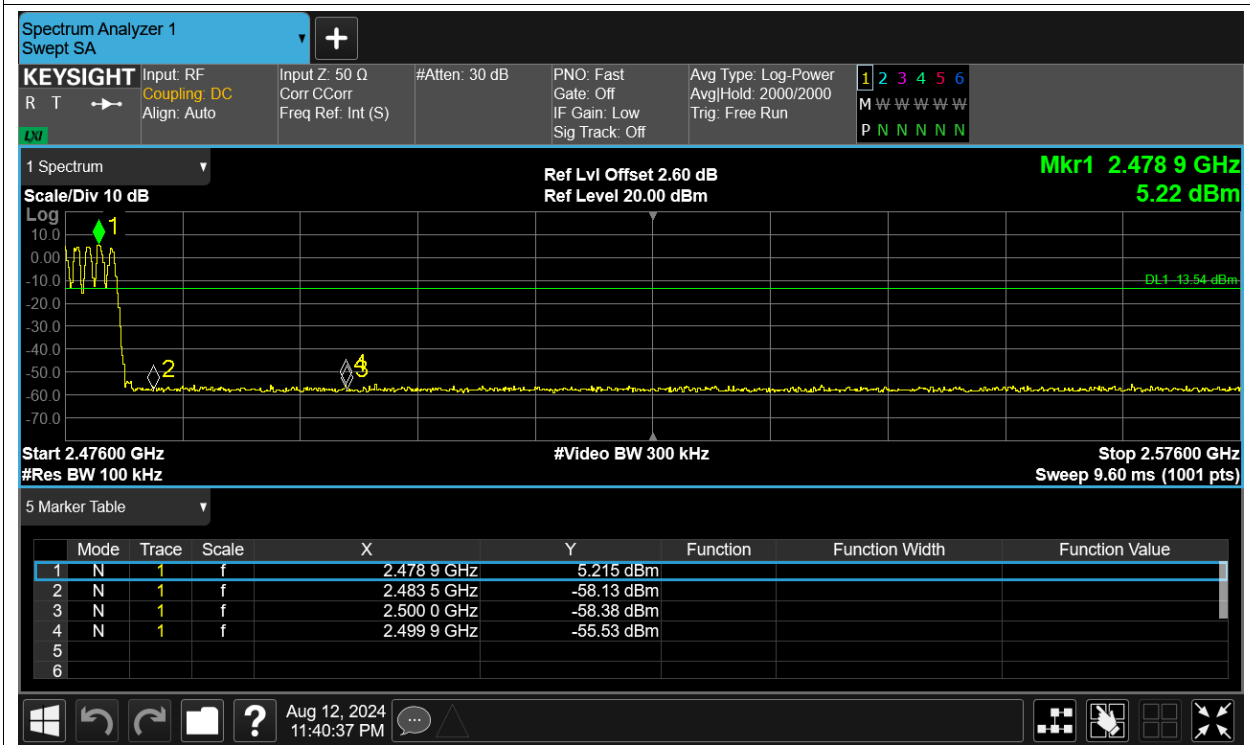 Spectrum Analyzer 1
Swept SA
KEYSIGHT
R T
LXI
Input: RF
Coupling: DC
Align: Auto
Input Z: 50 Ω
Corr CCorr
Freq Ref: Int (S)
#Atten: 30 dB
PNO: Fast
Gate: Off
IF Gain: Low
Sig Track: Off
Avg Type: Log-Power
Avg|Hold: 2000/2000
Trig: Free Run
1 2 3 4 5 6
M W W W W W
P N N N N N
1 Spectrum
Scale/Div 10 dB
Ref Lvl Offset 2.60 dB
Ref Level 20.00 dBm
Mkr1 2.478 9 GHz
5.22 dBm
Log
10.0
0.00
-10.0
-20.0
-30.0
-40.0
-50.0
-60.0
-70.0
1
DL1 -13.54 dBm
2
4
3
Start 2.47600 GHz
#Video BW 300 kHz
Stop 2.57600 GHz
#Res BW 100 kHz
Sweep 9.60 ms (1001 pts)
5 Marker Table
Mode Trace Scale X Y Function Function Width Function Value
1 N 1 f 2.478 9 GHz 5.215 dBm
2 N 1 f 2.483 5 GHz -58.13 dBm
3 N 1 f 2.500 0 GHz -58.38 dBm
4 N 1 f 2.499 9 GHz -55.53 dBm
5
6
?
Aug 12, 2024
11:40:37 PM